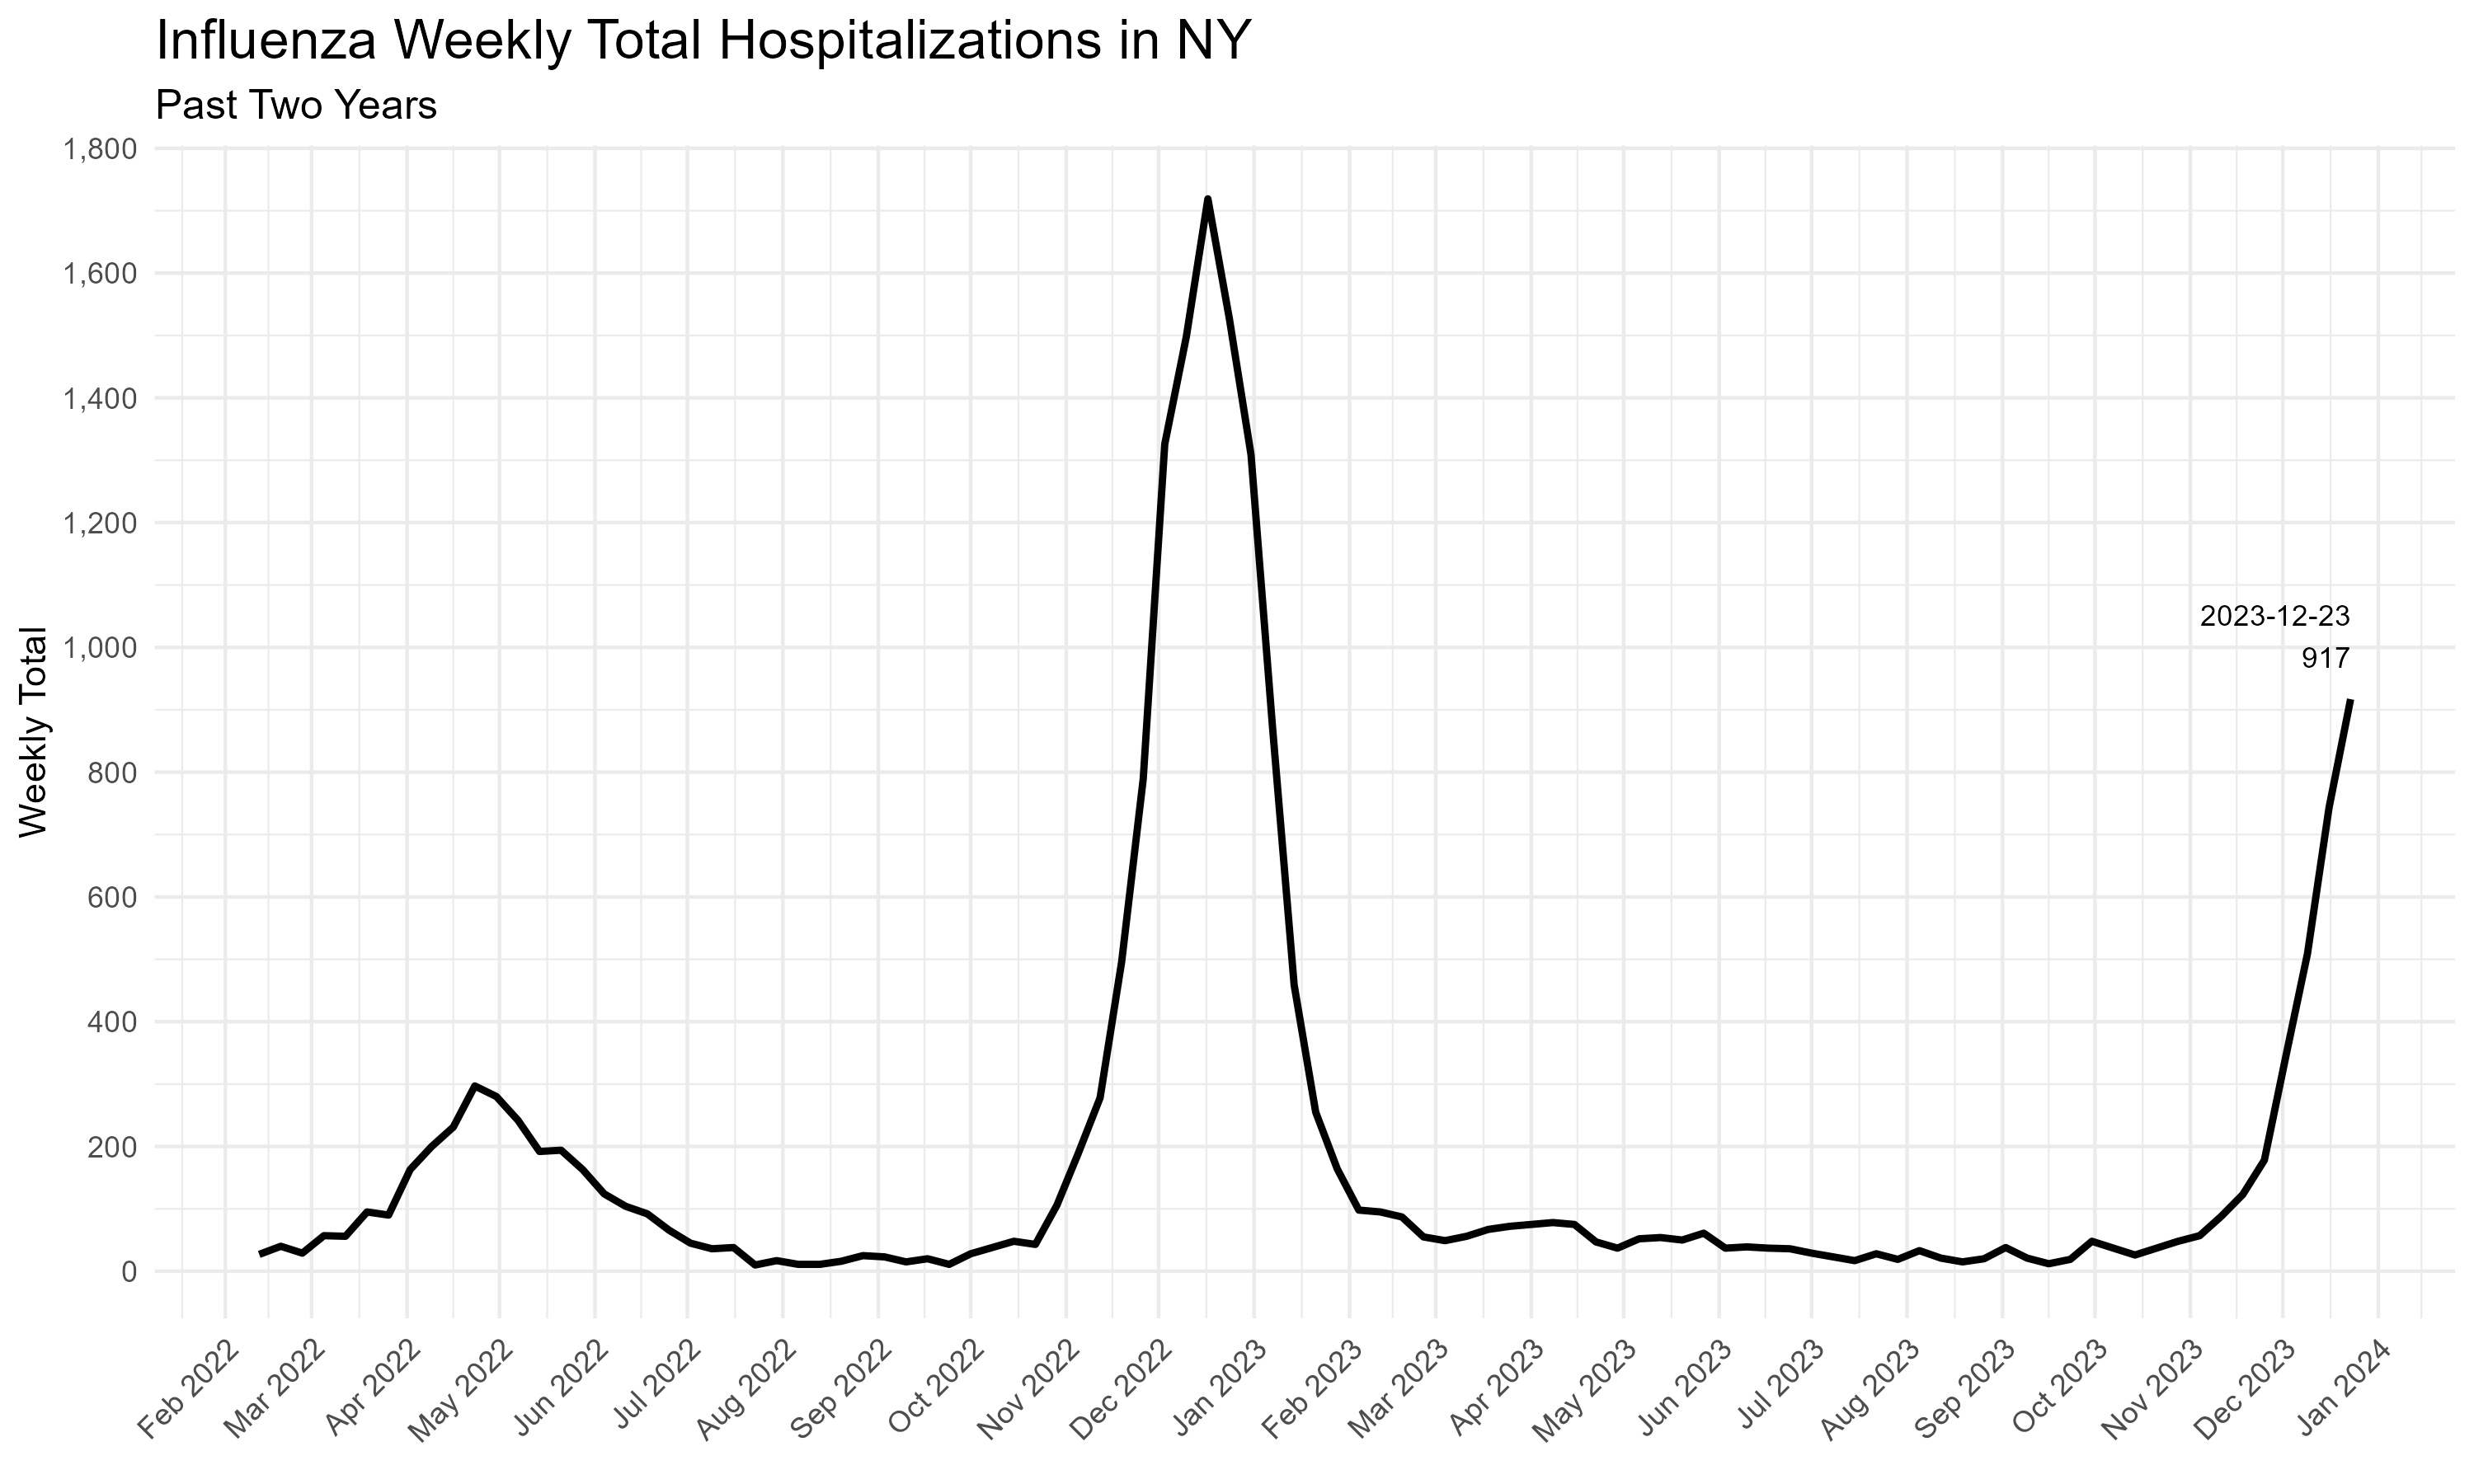 Influenza Weekly Total Hospitalizations in NY
Past Two Years
Weekly Total
1,800
1,600
1,400
1,200
1,000
800
600
400
200
0
2023-12-23
917
Feb 2022
Mar 2022
Apr 2022
May 2022
Jun 2022
Jul 2022
Aug 2022
Sep 2022
Oct 2022
Nov 2022
Dec 2022
Jan 2023
Feb 2023
Mar 2023
Apr 2023
May 2023
Jun 2023
Jul 2023
Aug 2023
Sep 2023
Oct 2023
Nov 2023
Dec 2023
Jan 2024